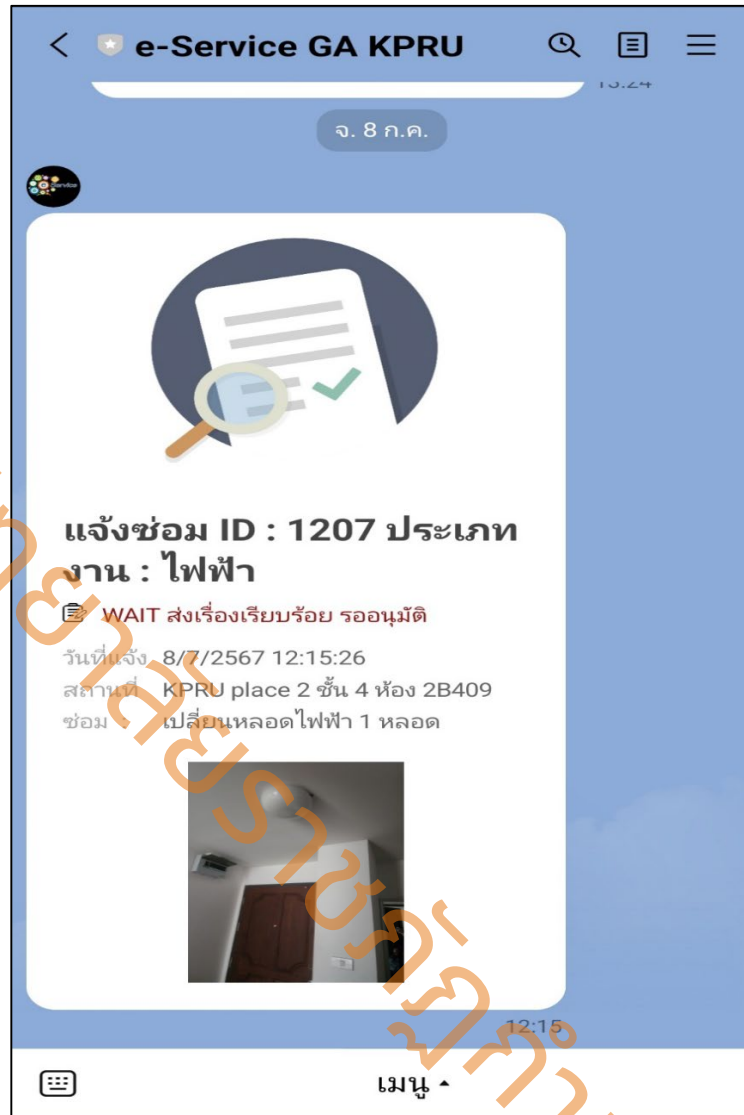 e-Service GA KPRU
13:24
จ. 8 ก.ค.
แจ้งซ่อม ID : 1207 ประเภท
งาน : ไฟฟ้า
WAIT ส่งเรื่องเรียบร้อย รออนุมัติ
วันที่แจ้ง 8/7/2567 12:15:26
สถานที่ KPRU place 2 ชั้น 4 ห้อง 2B409
ซ่อม : เปลี่ยนหลอดไฟฟ้า 1 หลอด
12:15
เมนู